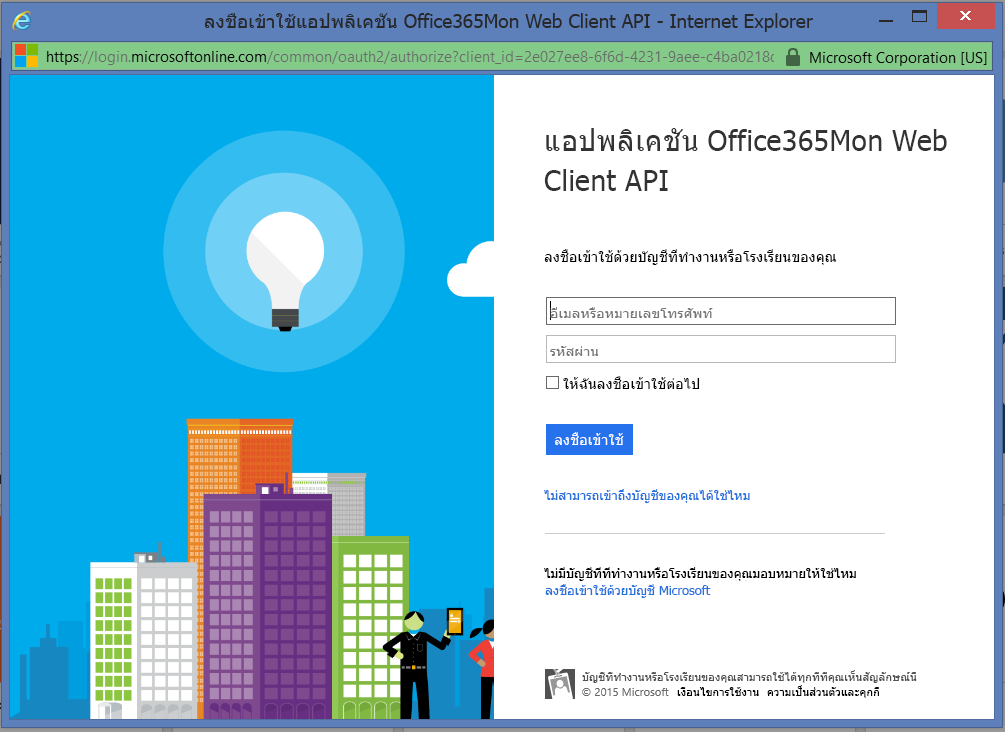 ลงชื่อเข้าใช้แอปพลิเคชัน Office365Mon Web Client API - Internet Explorer
https://login.microsoftonline.com/common/oauth2/authorize?client_id=2e027ee8-6f6d-4231-9aee-c4ba0218c
Microsoft Corporation [US]
แอปพลิเคชัน Office365Mon Web
Client API
ลงชื่อเข้าใช้ด้วยบัญชีที่ทำงานหรือโรงเรียนของคุณ
อีเมลหรือหมายเลขโทรศัพท์
รหัสผ่าน
ให้ฉันลงชื่อเข้าใช้ต่อไป
ลงชื่อเข้าใช้
ไม่สามารถเข้าถึงบัญชีของคุณได้ใช่ไหม
ไม่มีบัญชีที่ที่ทำงานหรือโรงเรียนของคุณมอบหมายให้ใช่ไหม
ลงชื่อเข้าใช้ด้วยบัญชี Microsoft
บัญชีที่ทำงานหรือโรงเรียนของคุณสามารถใช้ได้ทุกที่ที่คุณเห็นสัญลักษณ์นี้
© 2015 Microsoft เงื่อนไขการใช้งาน ความเป็นส่วนตัวและคุกกี้